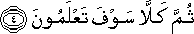 ثُمَّ كَلَّا سَوْفَ تَعْلَمُونَ ۝٤